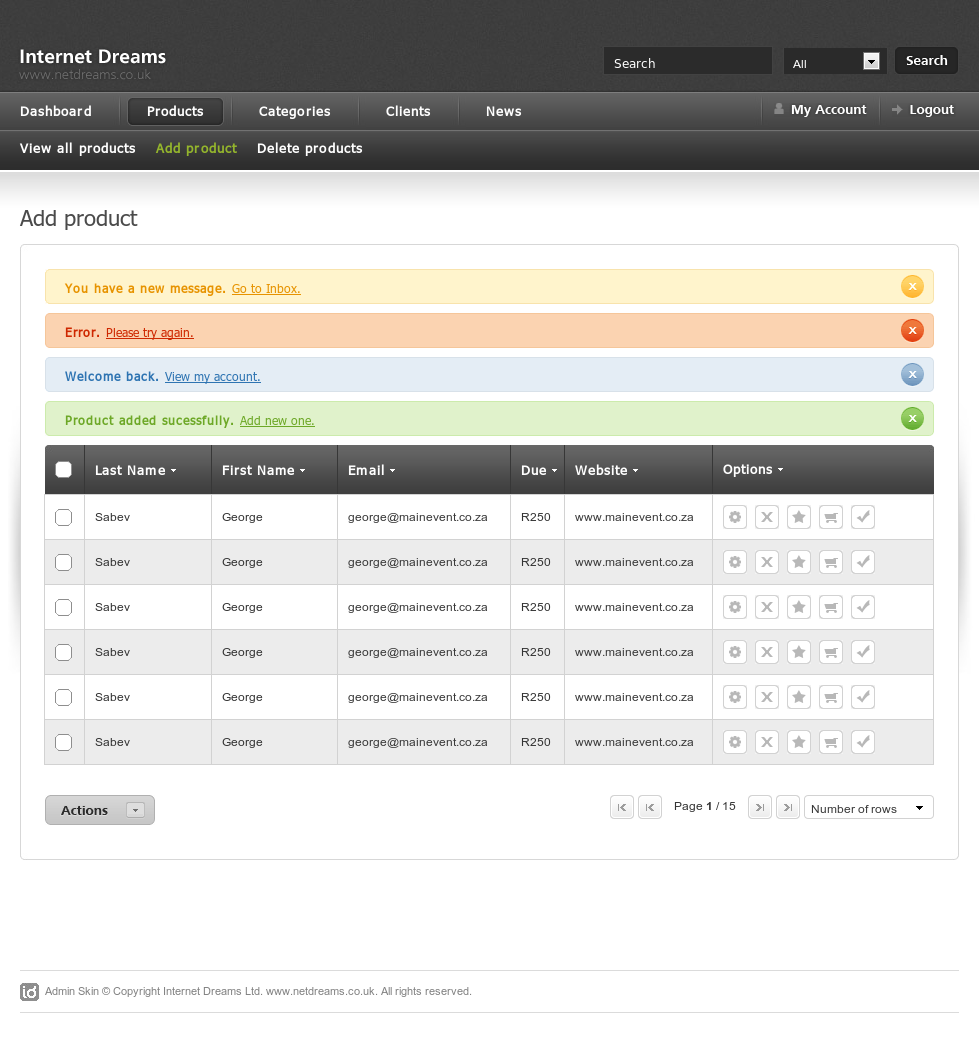 Internet Dreams
www.netdreams.co.uk
Search All Search
Dashboard Products Categories Clients News My Account Logout
View all products Add product Delete products
Add product
You have a new message. Go to Inbox.
Error. Please try again.
Welcome back. View my account.
Product added sucessfully. Add new one.
Last Name First Name Email Due Website Options
Sabev George george@mainevent.co.za R250 www.mainevent.co.za
Sabev George george@mainevent.co.za R250 www.mainevent.co.za
Sabev George george@mainevent.co.za R250 www.mainevent.co.za
Sabev George george@mainevent.co.za R250 www.mainevent.co.za
Sabev George george@mainevent.co.za R250 www.mainevent.co.za
Sabev George george@mainevent.co.za R250 www.mainevent.co.za
Actions Page 1 / 15 Number of rows
id Admin Skin © Copyright Internet Dreams Ltd. www.netdreams.co.uk. All rights reserved.